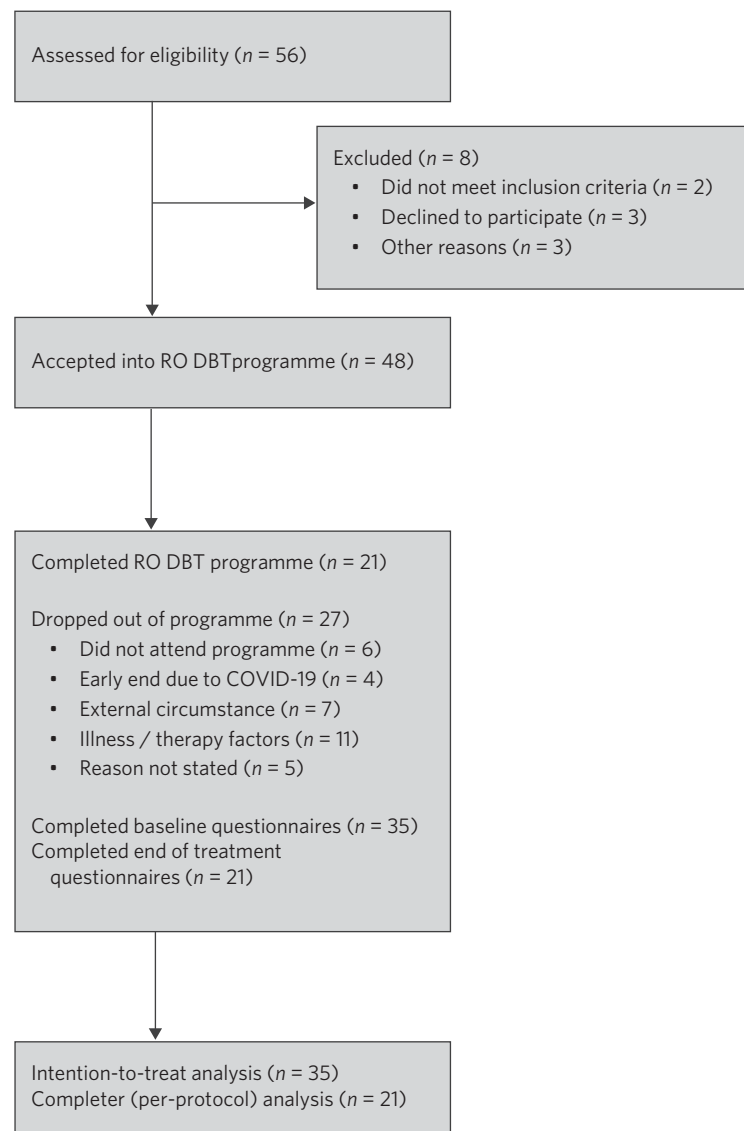 Assessed for eligibility (n = 56)
Excluded (n = 8)
• Did not meet inclusion criteria (n = 2)
• Declined to participate (n = 3)
• Other reasons (n = 3)
Accepted into RO DBTprogramme (n = 48)
Completed RO DBT programme (n = 21)
Dropped out of programme (n = 27)
• Did not attend programme (n = 6)
• Early end due to COVID-19 (n = 4)
• External circumstance (n = 7)
• Illness / therapy factors (n = 11)
• Reason not stated (n = 5)
Completed baseline questionnaires (n = 35)
Completed end of treatment
questionnaires (n = 21)
Intention-to-treat analysis (n = 35)
Completer (per-protocol) analysis (n = 21)